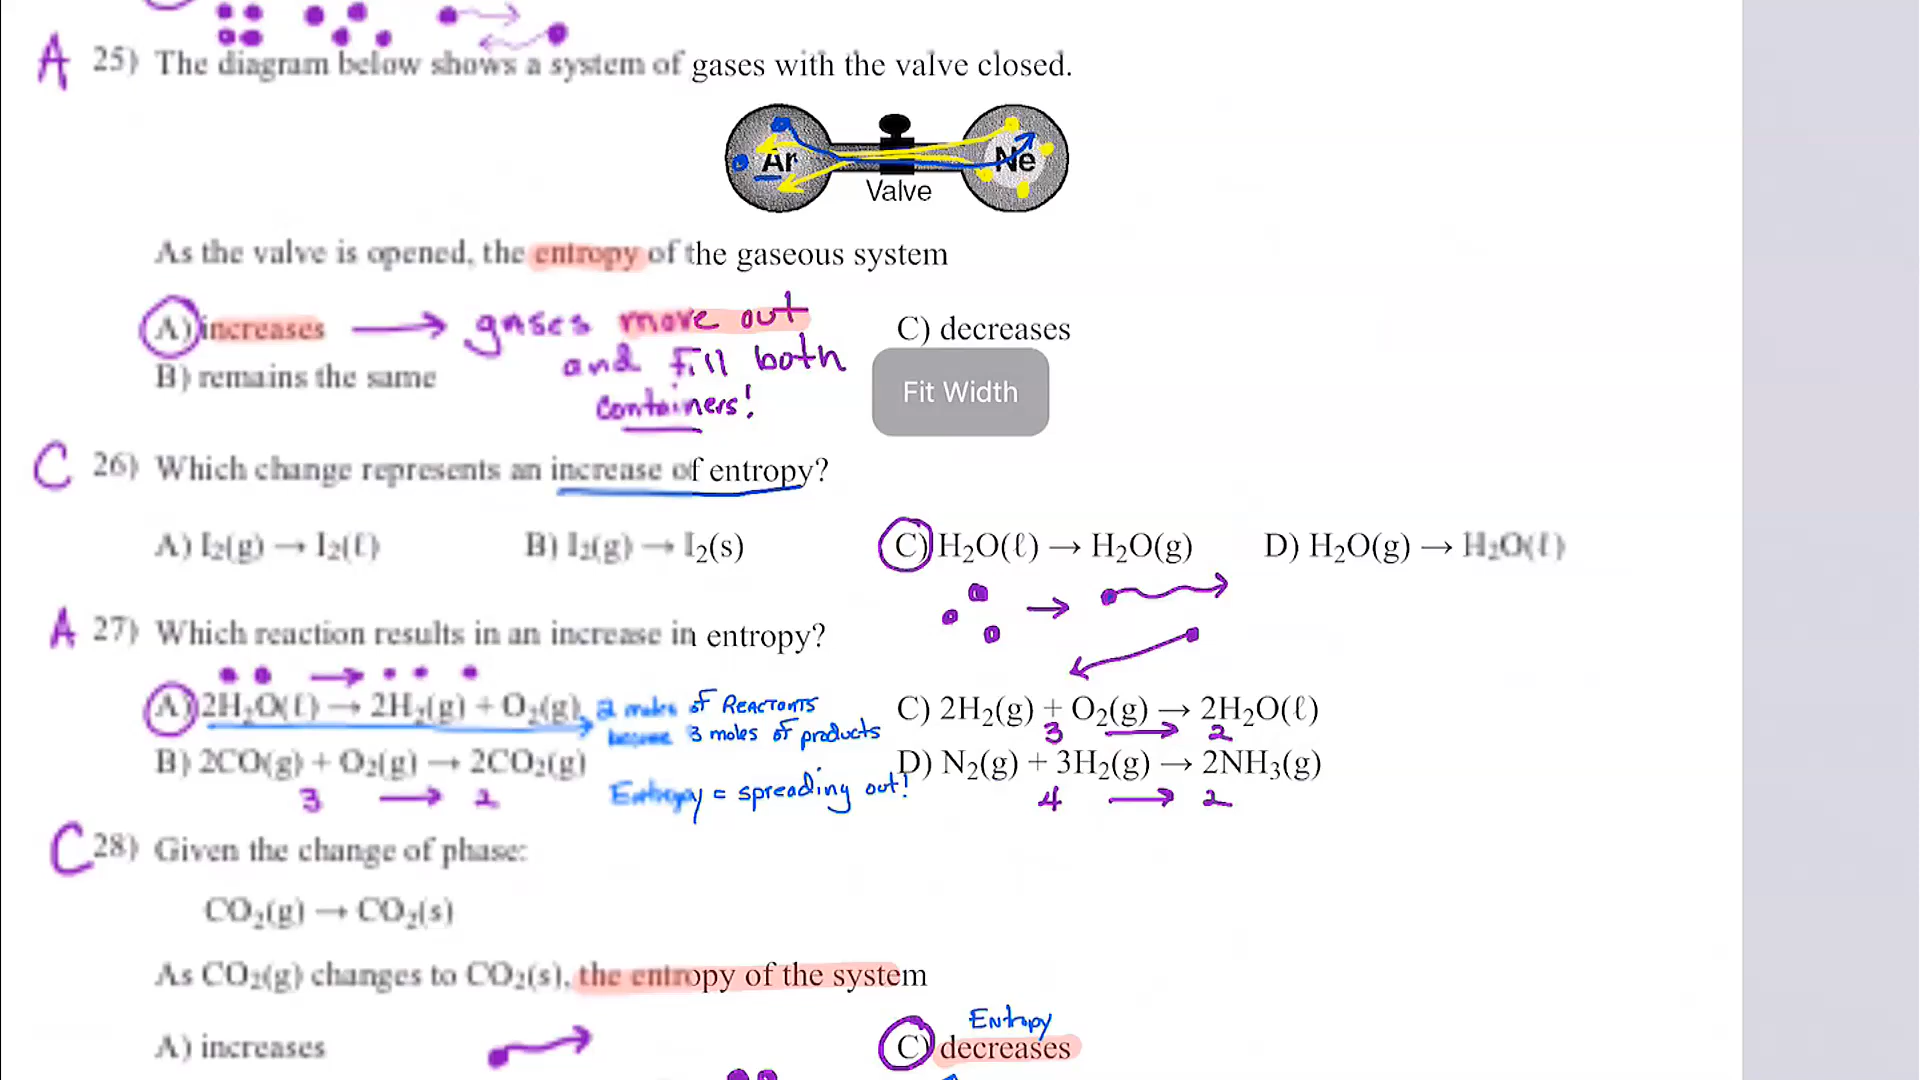 A 25) The diagram below shows a system of gases with the valve closed.
Ar
Ne
Valve
As the valve is opened, the entropy of the gaseous system
A) increases → gases move out C) decreases
and fill both
B) remains the same
containers!
Fit Width
C 26) Which change represents an increase of entropy?
A) I₂(g) → I₂(ℓ) B) I₂(g) → I₂(s) C) H₂O(ℓ) → H₂O(g) D) H₂O(g) → H₂O(ℓ)
A 27) Which reaction results in an increase in entropy?
A) 2H₂O(ℓ) → 2H₂(g) + O₂(g) 2 moles of REACTANTS C) 2H₂(g) + O₂(g) → 2H₂O(ℓ)
become 3 moles of products 3 → 2
B) 2CO(g) + O₂(g) → 2CO₂(g) D) N₂(g) + 3H₂(g) → 2NH₃(g)
3 → 2 Entropy = spreading out! 4 → 2
C 28) Given the change of phase:
CO₂(g) → CO₂(s)
As CO₂(g) changes to CO₂(s), the entropy of the system
Entropy
A) increases C) decreases